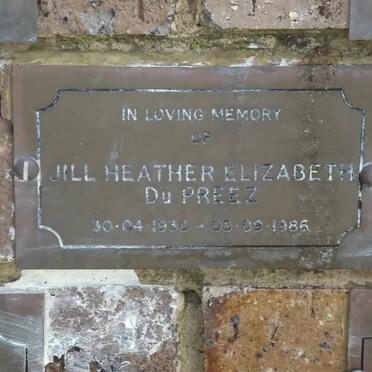 IN LOVING MEMORY
OF
JILL HEATHER ELIZABETH
Du PREEZ
30·04·1930 - 05·09·1986